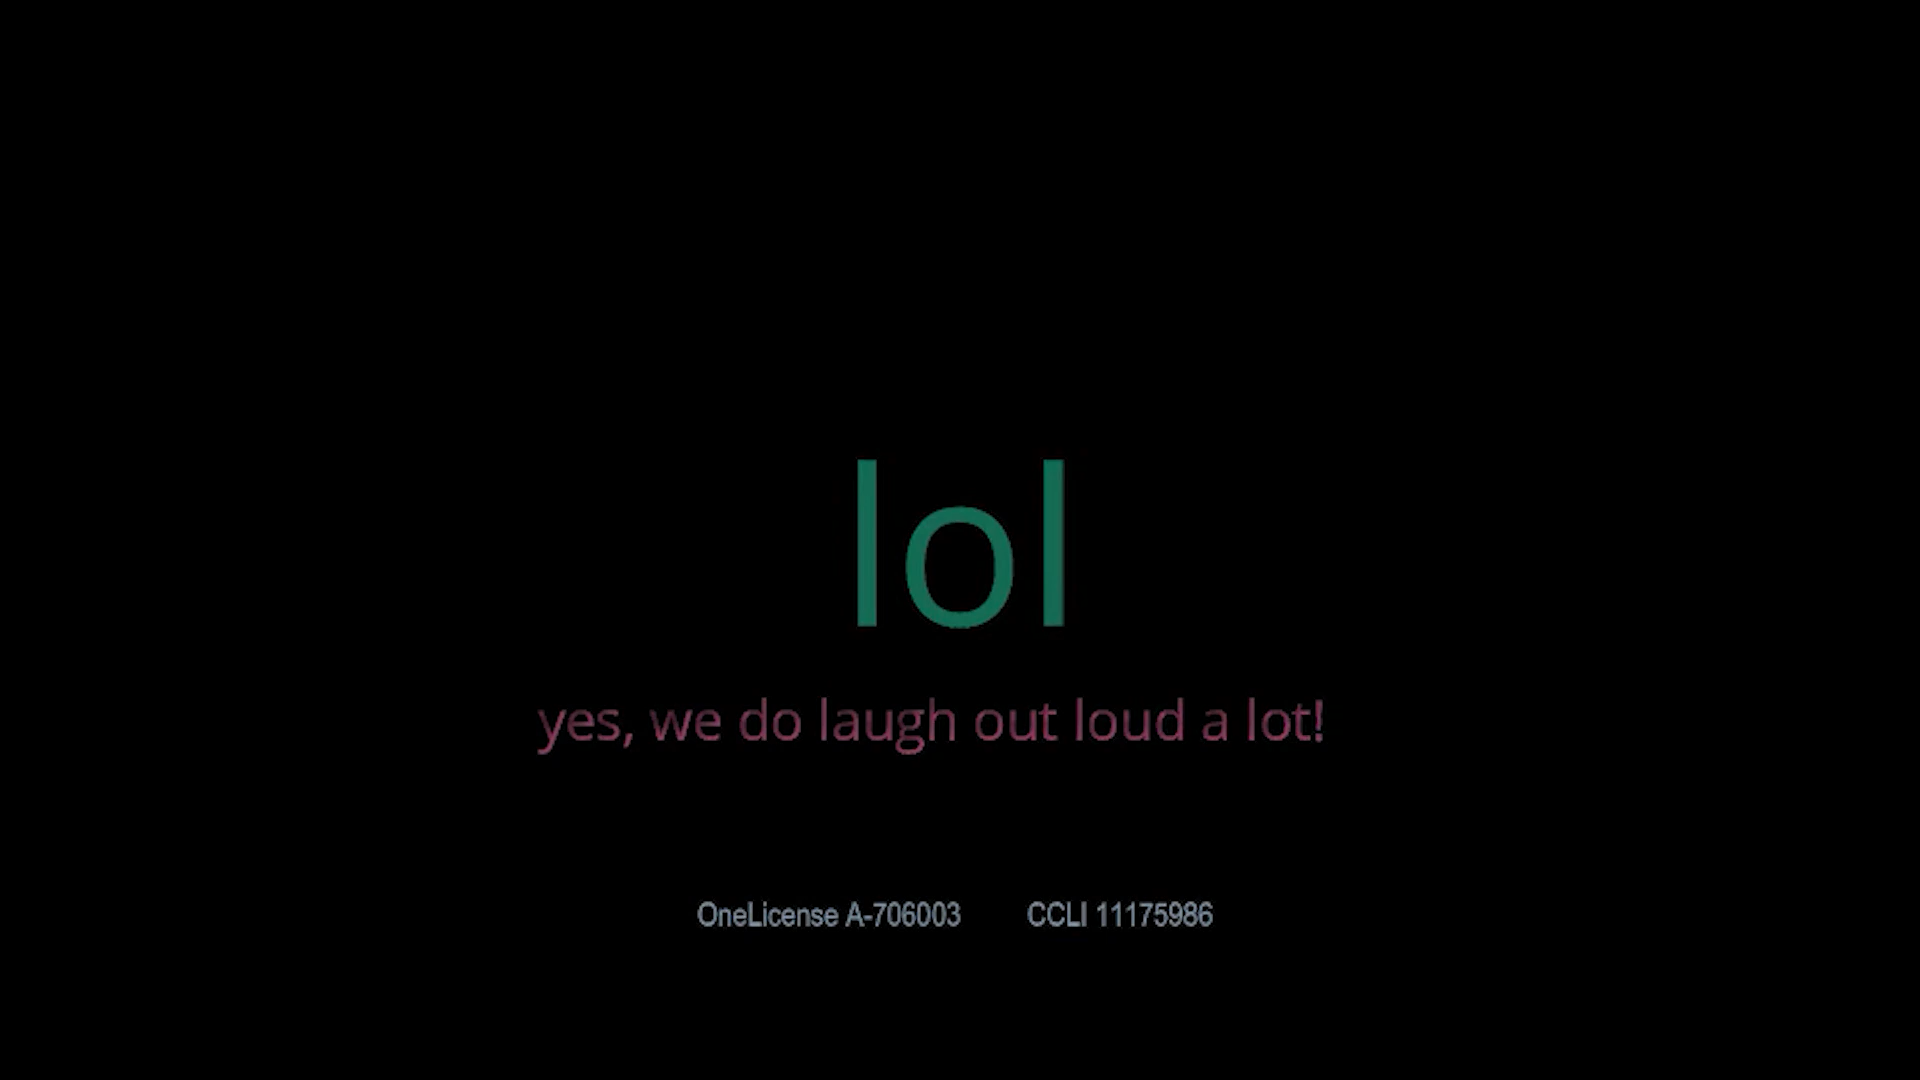 lol
yes, we do laugh out loud a lot!
OneLicense A-706003 CCLI 11175986